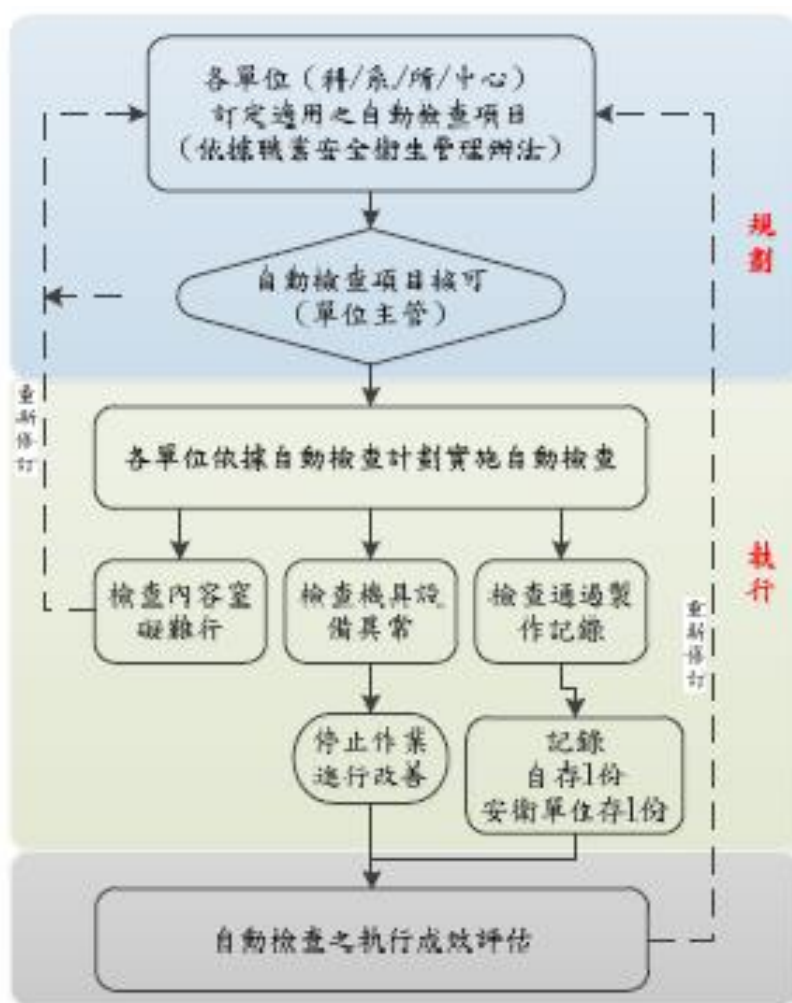 各單位（科/系/所/中心）
訂定適用之自動檢查項目
（依據職業安全衛生管理辦法）
規劃
自動檢查項目核可
（單位主管）
重新修訂
各單位依據自動檢查計劃實施自動檢查
執行
檢查內容窒
礙難行
檢查機具設
備異常
檢查通過製
作記錄
重新修訂
停止作業
進行改善
記錄
自存1份
安衛單位存1份
自動檢查之執行成效評估